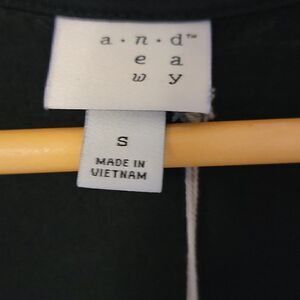 a · n · d™
e a
w y
S
MADE IN
VIETNAM